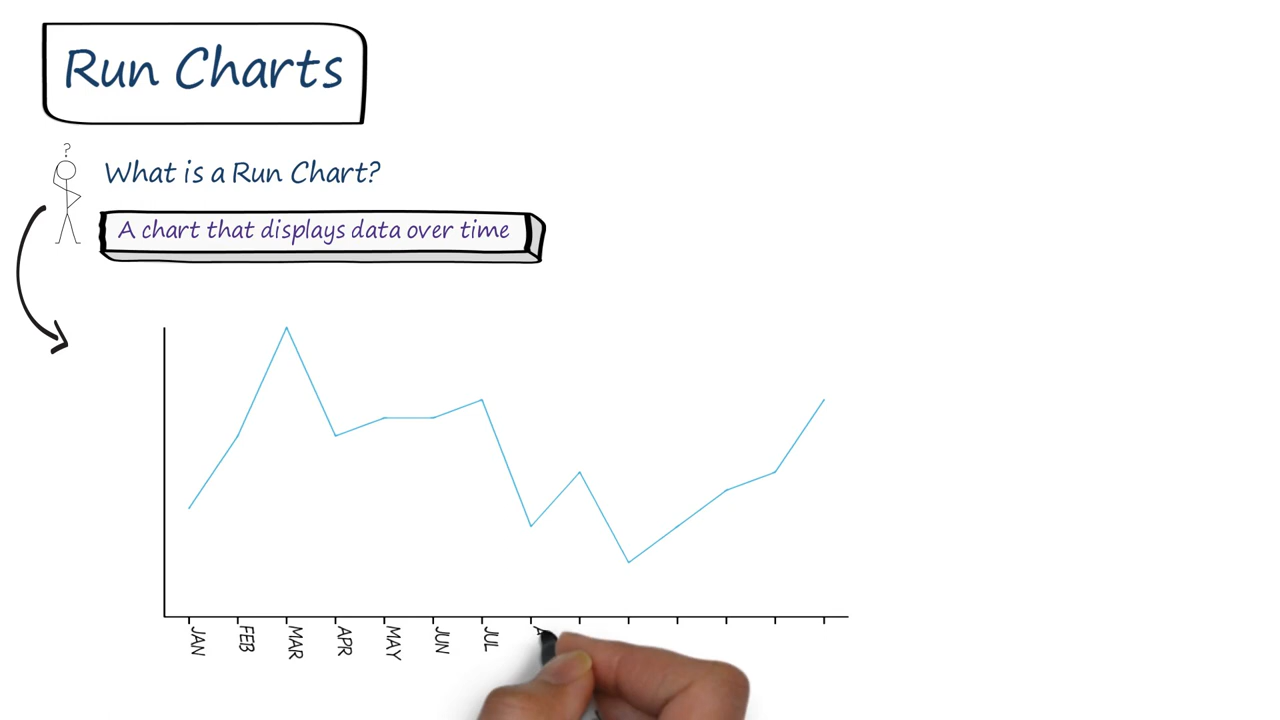 Run Charts
?
What is a Run Chart?
A chart that displays data over time
JAN FEB MAR APR MAY JUN JUL A